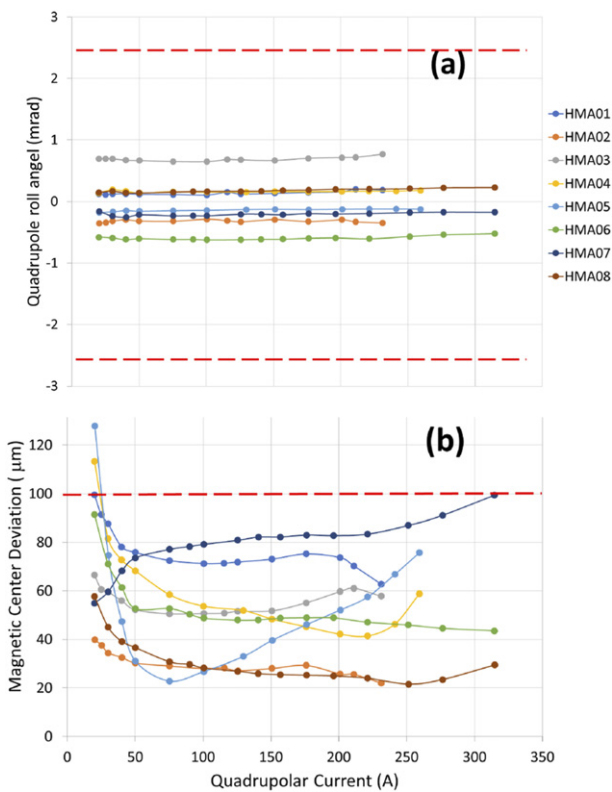 3
(a)
2
1
0
-1
-2
-3
Quadrupole roll angel (mrad)
HMA01
HMA02
HMA03
HMA04
HMA05
HMA06
HMA07
HMA08
(b)
120
100
80
60
40
20
0
Magnetic Center Deviation ( μm)
0 50 100 150 200 250 300 350
Quadrupolar Current (A)